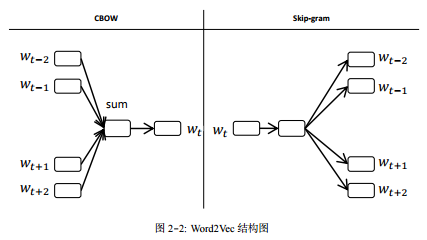 CBOW
Skip-gram
w_{t-2}
w_{t-1}
sum
w_t
w_{t+1}
w_{t+2}
w_t
w_{t-2}
w_{t-1}
w_{t+1}
w_{t+2}
图 2-2: Word2Vec 结构图